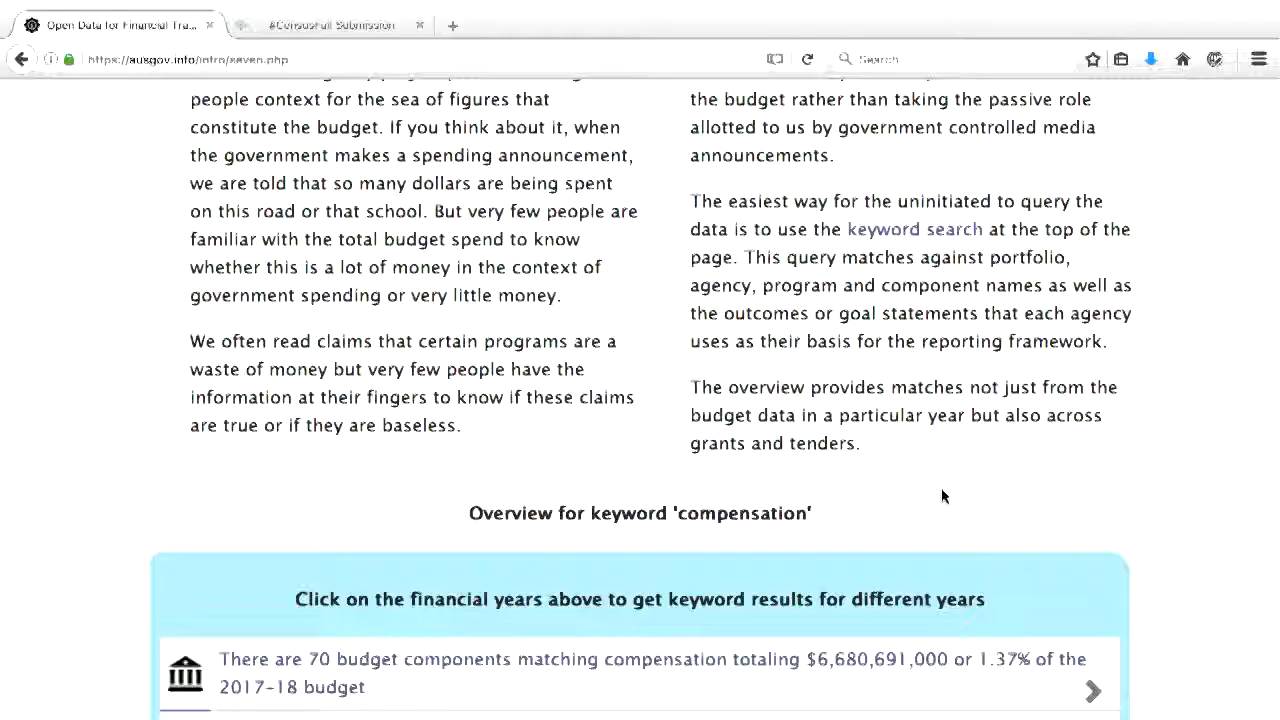 Open Data for Financial Tra...
#CensusFail Submission
https://ausgov.info/intro/seven.php
Search
people context for the sea of figures that
constitute the budget. If you think about it, when
the government makes a spending announcement,
we are told that so many dollars are being spent
on this road or that school. But very few people are
familiar with the total budget spend to know
whether this is a lot of money in the context of
government spending or very little money.
We often read claims that certain programs are a
waste of money but very few people have the
information at their fingers to know if these claims
are true or if they are baseless.
the budget rather than taking the passive role
allotted to us by government controlled media
announcements.
The easiest way for the uninitiated to query the
data is to use the keyword search at the top of the
page. This query matches against portfolio,
agency, program and component names as well as
the outcomes or goal statements that each agency
uses as their basis for the reporting framework.
The overview provides matches not just from the
budget data in a particular year but also across
grants and tenders.
Overview for keyword 'compensation'
Click on the financial years above to get keyword results for different years
There are 70 budget components matching compensation totaling $6,680,691,000 or 1.37% of the
2017-18 budget